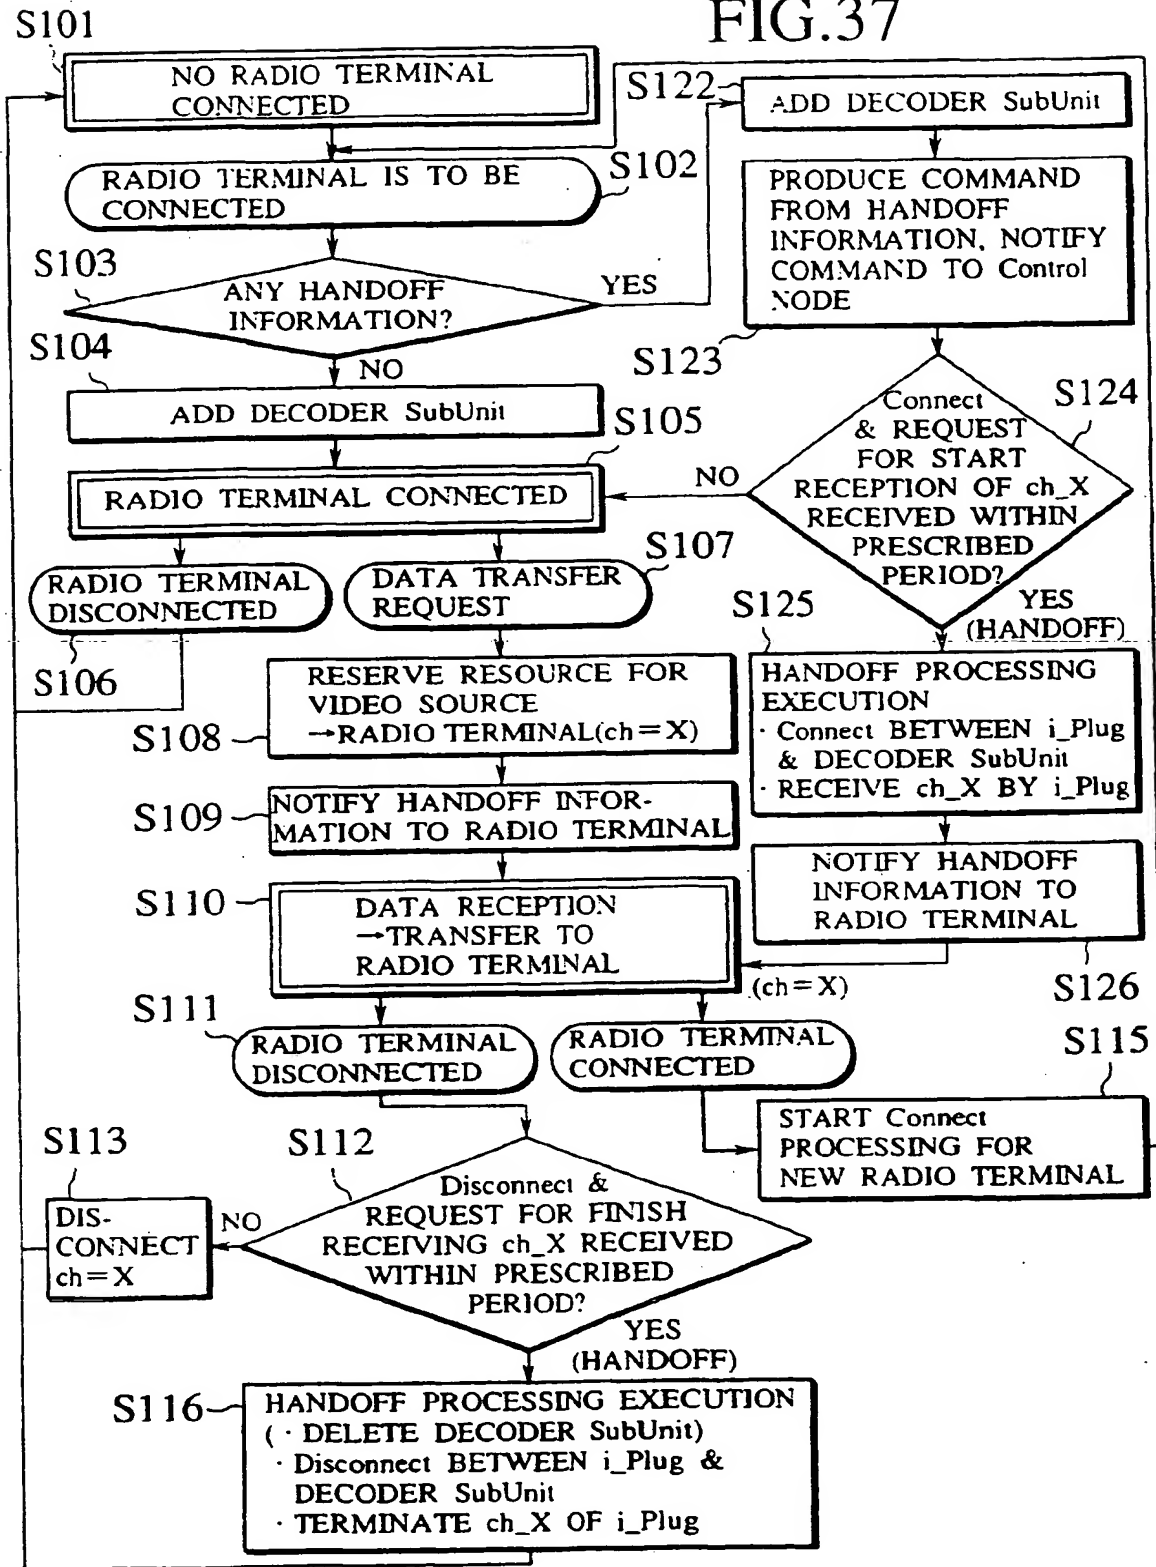 FIG.37
S101
NO RADIO TERMINAL
CONNECTED
RADIO TERMINAL IS TO BE
CONNECTED
S102
S103
ANY HANDOFF
INFORMATION?
YES
NO
S104
ADD DECODER SubUnit
S105
RADIO TERMINAL CONNECTED
RADIO TERMINAL
DISCONNECTED
S106
S107
DATA TRANSFER
REQUEST
S108
RESERVE RESOURCE FOR
VIDEO SOURCE
→RADIO TERMINAL(ch=X)
S109
NOTIFY HANDOFF INFOR-
MATION TO RADIO TERMINAL
S110
DATA RECEPTION
→TRANSFER TO
RADIO TERMINAL
S111
RADIO TERMINAL
DISCONNECTED
RADIO TERMINAL
CONNECTED
S112
Disconnect &
REQUEST FOR FINISH
RECEIVING ch_X RECEIVED
WITHIN PRESCRIBED
PERIOD?
NO
S113
DIS-
CONNECT
ch=X
YES
(HANDOFF)
S116
HANDOFF PROCESSING EXECUTION
( · DELETE DECODER SubUnit)
· Disconnect BETWEEN i_Plug &
DECODER SubUnit
· TERMINATE ch_X OF i_Plug
S122
ADD DECODER SubUnit
PRODUCE COMMAND
FROM HANDOFF
INFORMATION, NOTIFY
COMMAND TO Control
NODE
S123
S124
Connect
& REQUEST
FOR START
RECEPTION OF ch_X
RECEIVED WITHIN
PRESCRIBED
PERIOD?
NO
YES
(HANDOFF)
S125
HANDOFF PROCESSING
EXECUTION
· Connect BETWEEN i_Plug
& DECODER SubUnit
· RECEIVE ch_X BY i_Plug
NOTIFY HANDOFF
INFORMATION TO
RADIO TERMINAL
S126
(ch=X)
S115
START Connect
PROCESSING FOR
NEW RADIO TERMINAL